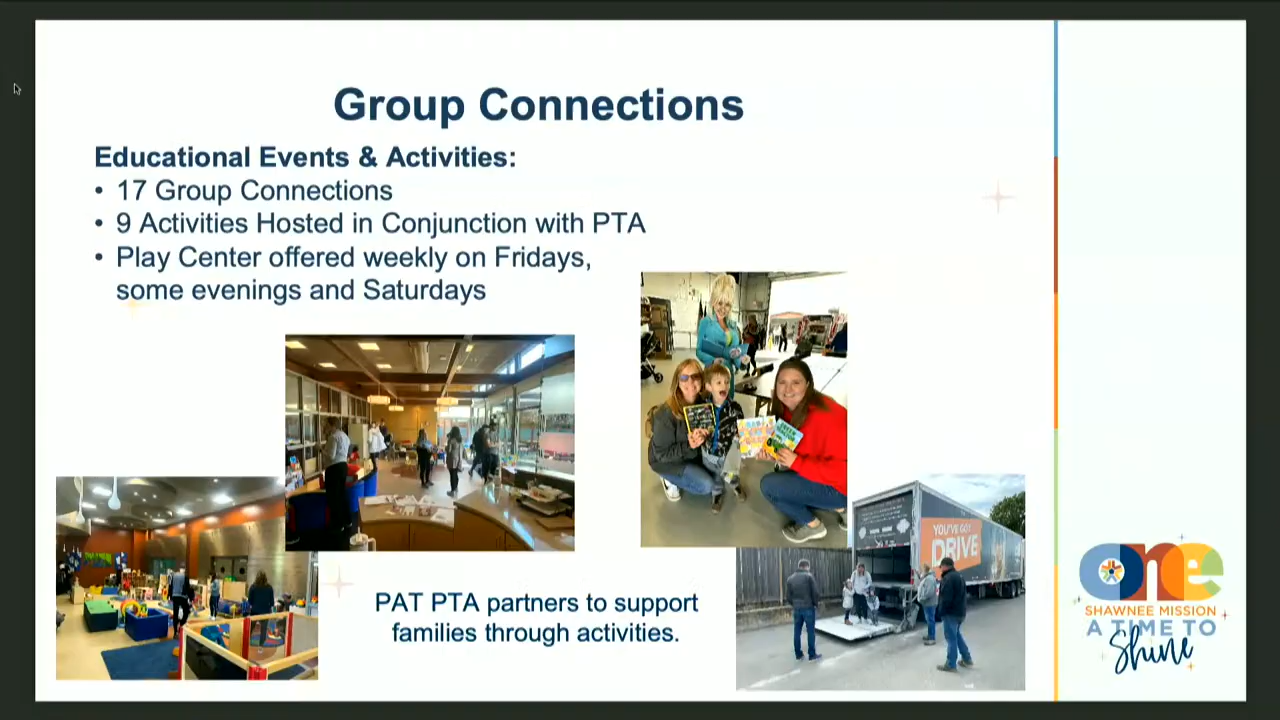 Group Connections
Educational Events & Activities:
• 17 Group Connections
• 9 Activities Hosted in Conjunction with PTA
• Play Center offered weekly on Fridays,
some evenings and Saturdays
YOU'VE GOT
DRIVE
PAT PTA partners to support
families through activities.
one
SHAWNEE MISSION
A TIME TO
Shine